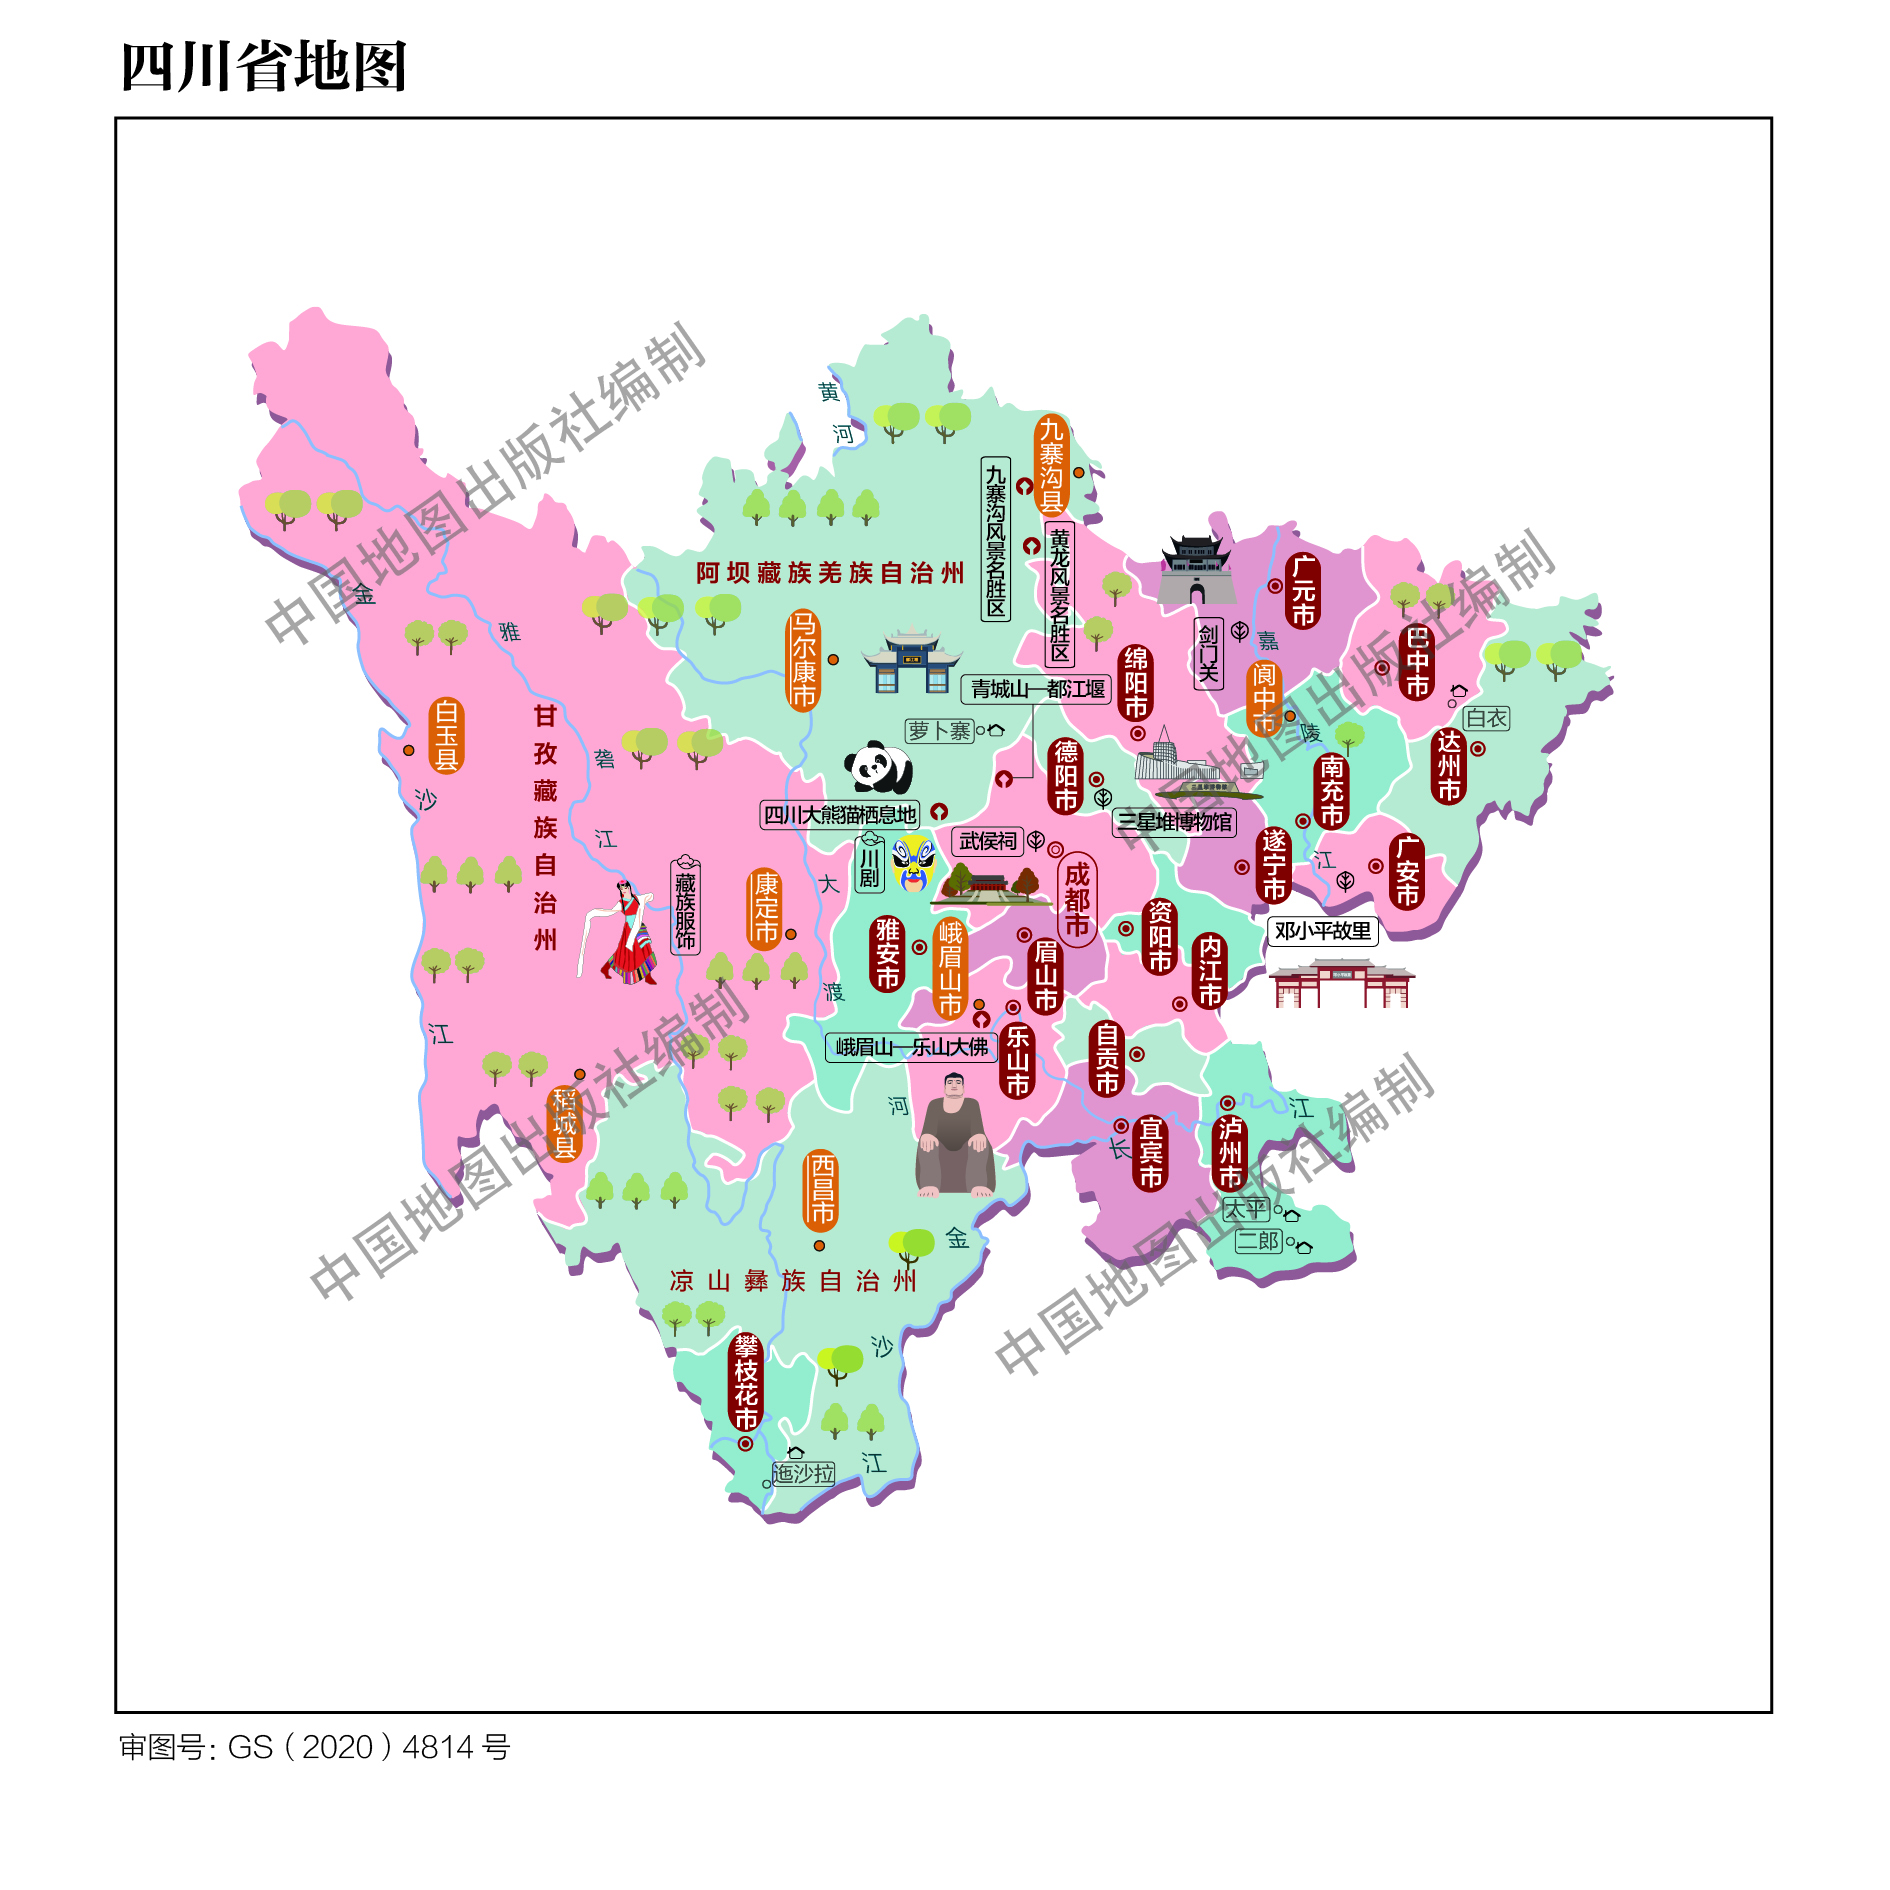 四川省地图
黄河
九寨沟县
九寨沟风景名胜区
黄龙风景名胜区
阿坝藏族羌族自治州
广元市
金沙江
雅砻江
马尔康市
剑门关
嘉陵江
巴中市
绵阳市
阆中市
青城山—都江堰
白玉县
甘孜藏族自治州
萝卜寨
白衣
达州市
德阳市
南充市
四川大熊猫栖息地
三星堆博物馆
武侯祠
川剧
遂宁市
广安市
成都市
藏族服饰
康定市
大渡河
雅安市
峨眉山市
眉山市
资阳市
内江市
邓小平故里
峨眉山—乐山大佛
乐山市
自贡市
稻城县
宜宾市
泸州市
长江
西昌市
太平
二郎
金沙江
凉山彝族自治州
攀枝花市
迤沙拉
中国地图出版社编制
中国地图出版社编制
中国地图出版社编制
中国地图出版社编制
审图号：GS（2020）4814号